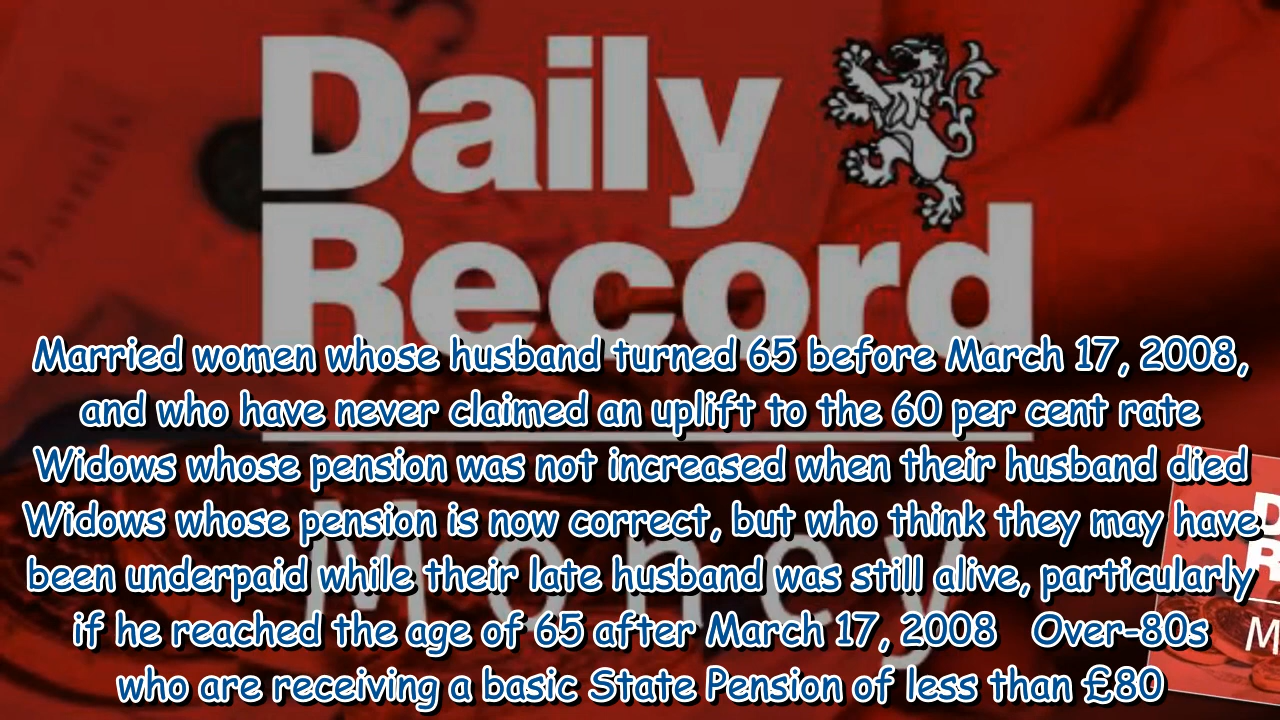 Daily
Record
Money
Married women whose husband turned 65 before March 17, 2008,
and who have never claimed an uplift to the 60 per cent rate
Widows whose pension was not increased when their husband died
Widows whose pension is now correct, but who think they may have
been underpaid while their late husband was still alive, particularly
if he reached the age of 65 after March 17, 2008 Over-80s
who are receiving a basic State Pension of less than £80